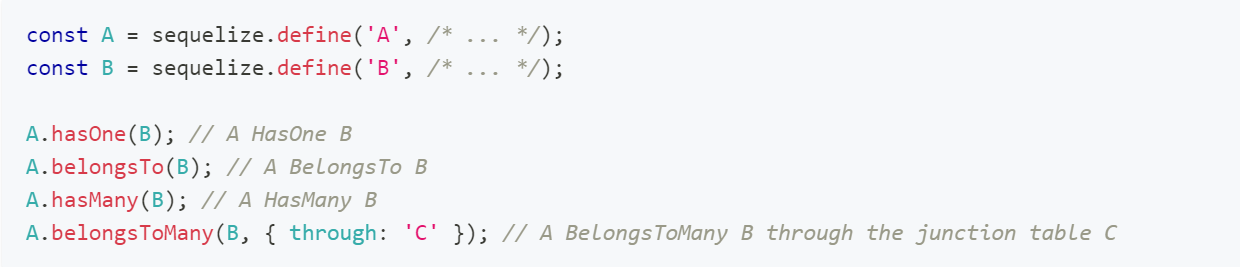 const A = sequelize.define('A', /* ... */);
const B = sequelize.define('B', /* ... */);
A.hasOne(B); // A HasOne B
A.belongsTo(B); // A BelongsTo B
A.hasMany(B); // A HasMany B
A.belongsToMany(B, { through: 'C' }); // A BelongsToMany B through the junction table C